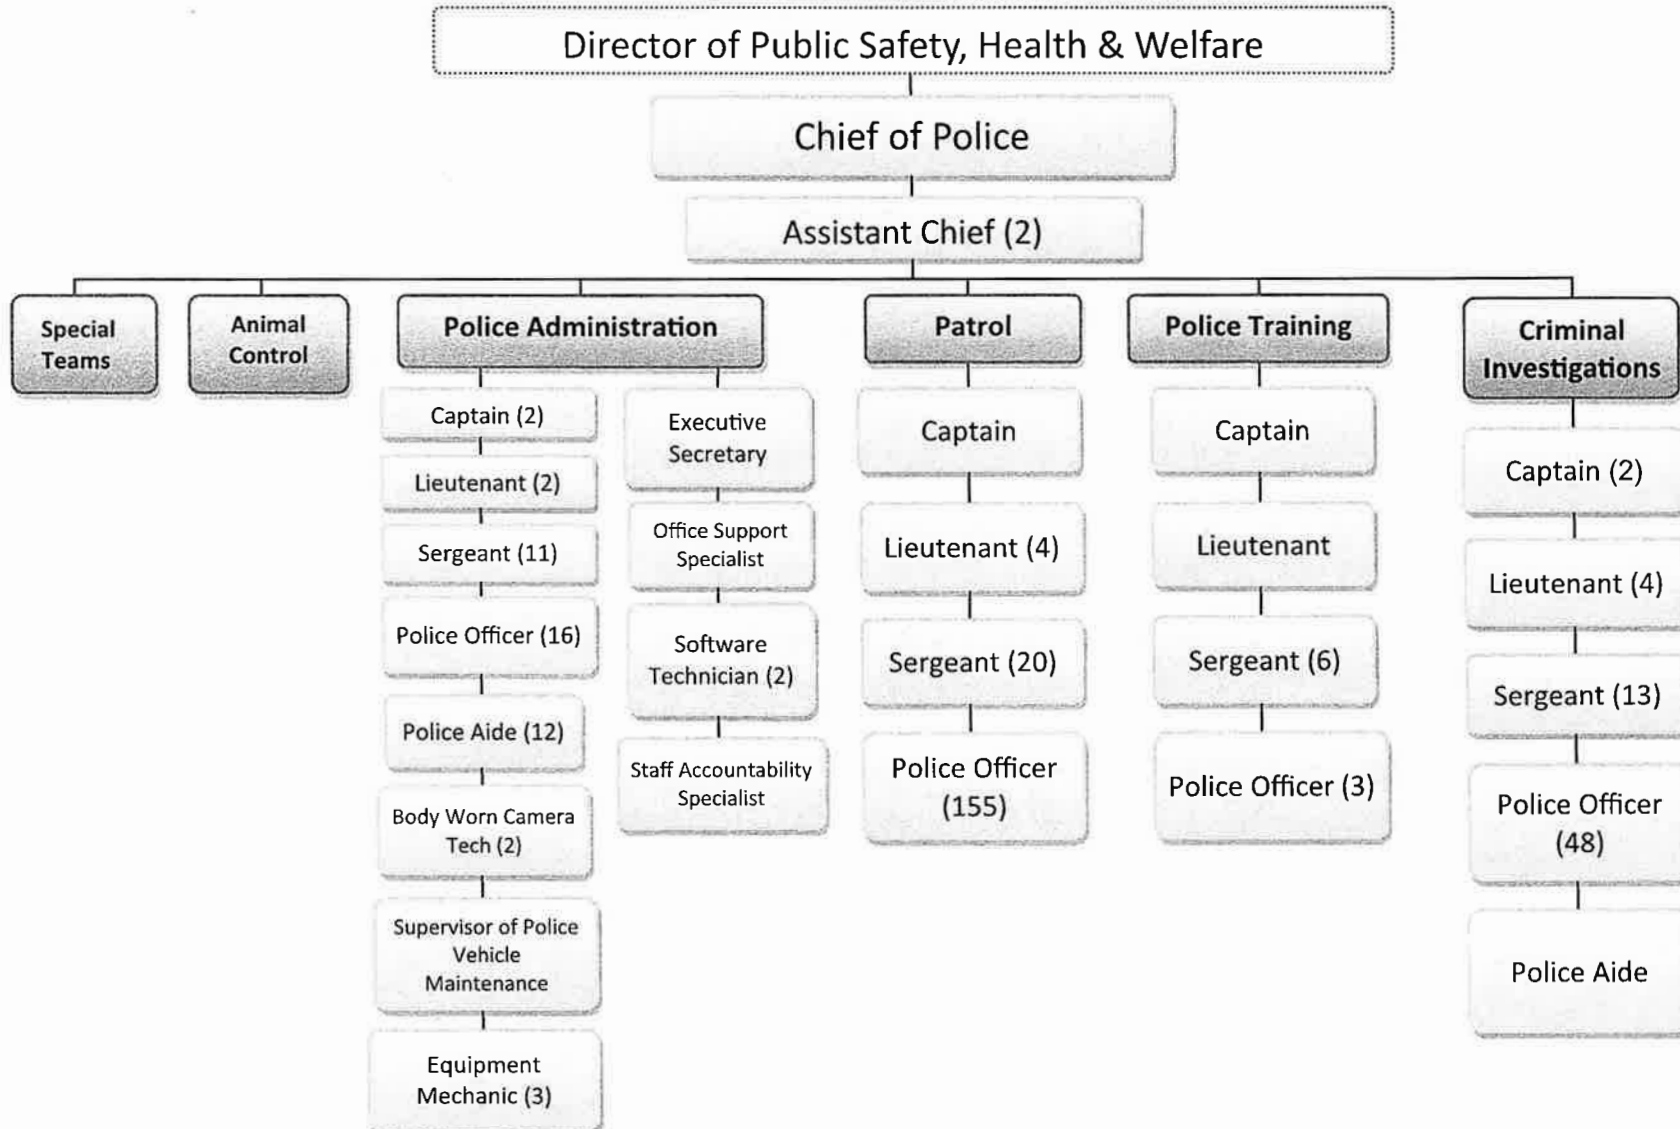 Director of Public Safety, Health & Welfare
Chief of Police
Assistant Chief (2)
Special
Teams
Animal
Control
Police Administration
Captain (2)
Lieutenant (2)
Sergeant (11)
Police Officer (16)
Police Aide (12)
Body Worn Camera
Tech (2)
Supervisor of Police
Vehicle
Maintenance
Equipment
Mechanic (3)
Executive
Secretary
Office Support
Specialist
Software
Technician (2)
Staff Accountability
Specialist
Patrol
Captain
Lieutenant (4)
Sergeant (20)
Police Officer
(155)
Police Training
Captain
Lieutenant
Sergeant (6)
Police Officer (3)
Criminal
Investigations
Captain (2)
Lieutenant (4)
Sergeant (13)
Police Officer
(48)
Police Aide